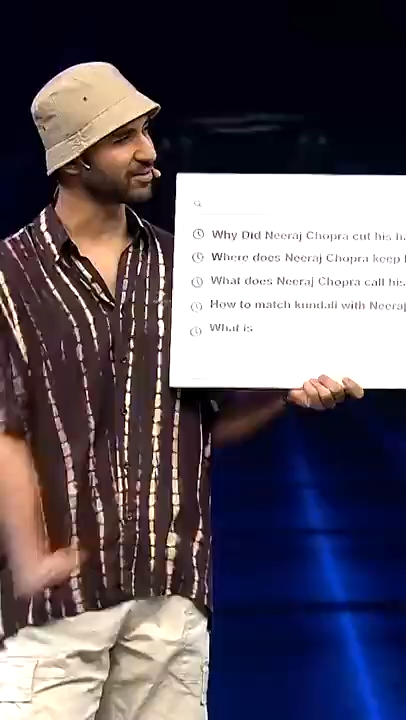 Why Did Neeraj Chopra cut his
Where does Neeraj Chopra keep
What does Neeraj Chopra call his
How to match kundali with Neeraj
What is